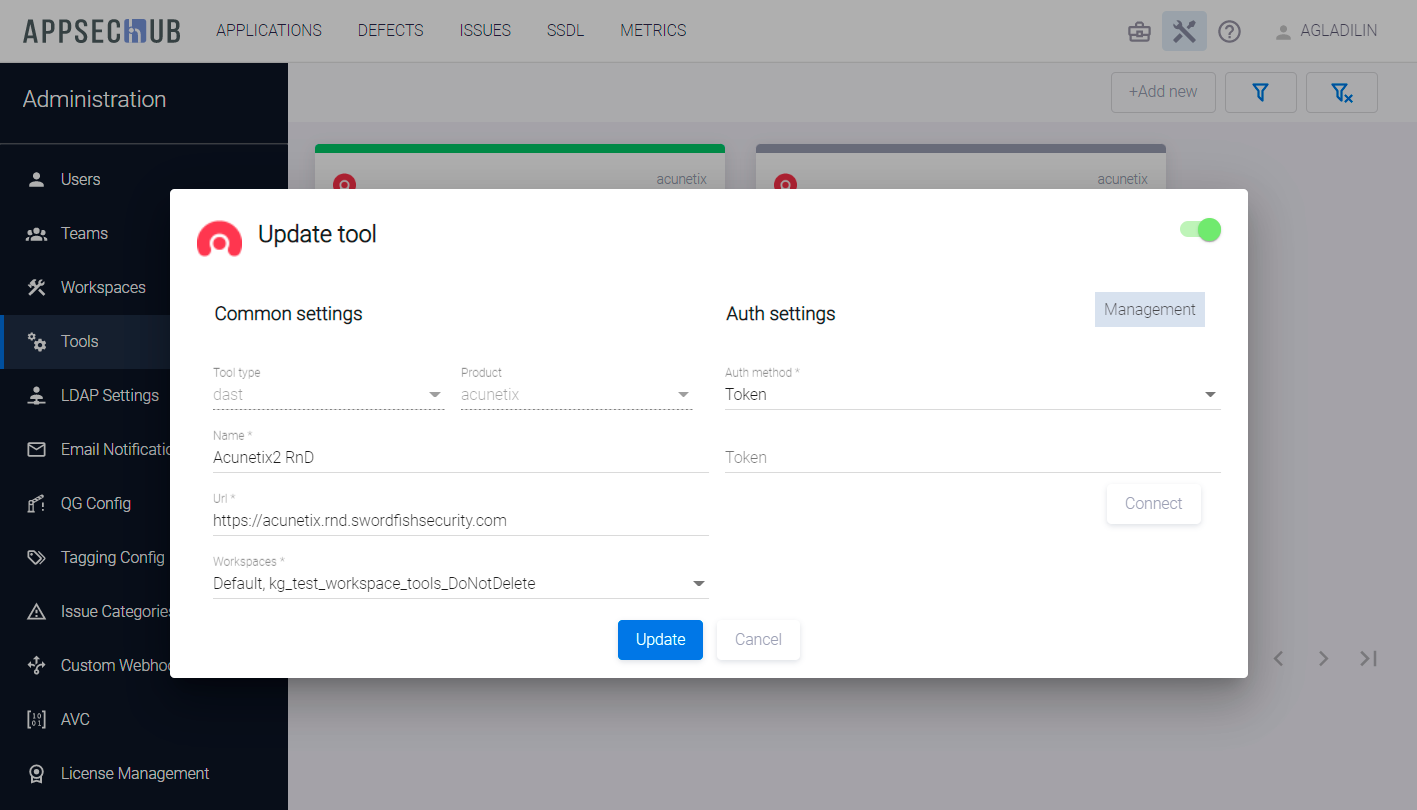 APPSECHUB APPLICATIONS DEFECTS ISSUES SSDL METRICS AGLADILIN
Administration
+Add new
Users
Teams
Workspaces
Tools
LDAP Settings
Email Notificatio
QG Config
Tagging Config
Issue Categories
Custom Webhoo
AVC
License Management
acunetix
acunetix
Update tool
Common settings
Tool type
dast
Product
acunetix
Name *
Acunetix2 RnD
Url *
https://acunetix.rnd.swordfishsecurity.com
Workspaces *
Default, kg_test_workspace_tools_DoNotDelete
Auth settings
Management
Auth method *
Token
Token
Connect
Update
Cancel